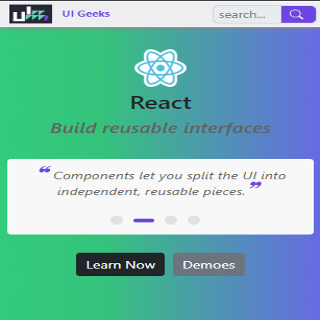 UI Geeks
search...
React
Build reusable interfaces
❝ Components let you split the UI into
independent, reusable pieces. ❞
Learn Now
Demoes